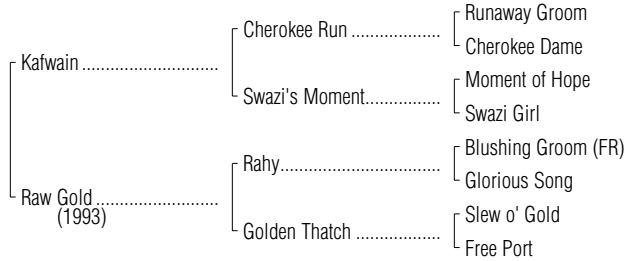 Runaway Groom
Cherokee Run ..................
Cherokee Dame
Kafwain ............................
Moment of Hope
Swazi's Moment...............
Swazi Girl
Blushing Groom (FR)
Rahy................................
Glorious Song
Raw Gold .........................
(1993)
Slew o' Gold
Golden Thatch .................
Free Port